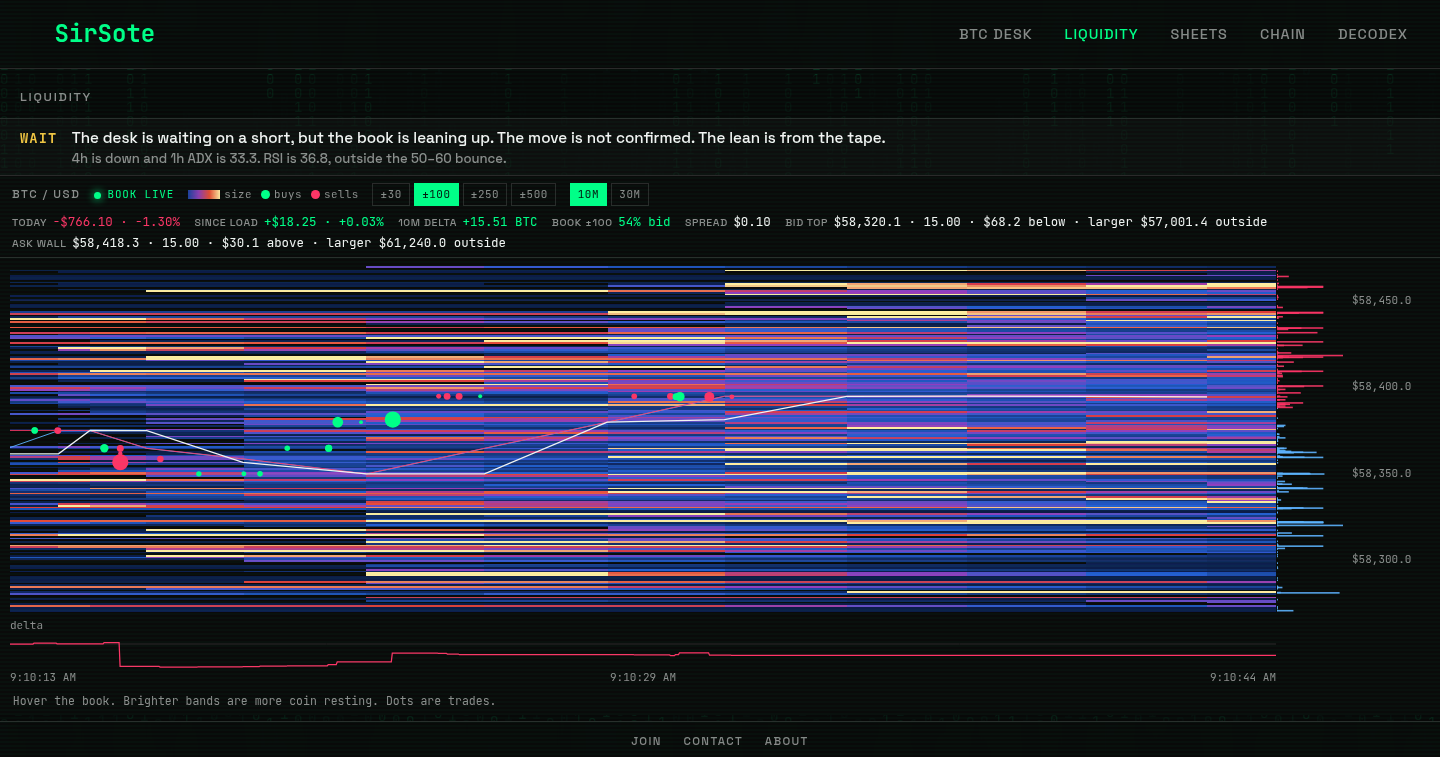 SirSote
BTC DESK LIQUIDITY SHEETS CHAIN DECODEX
LIQUIDITY
WAIT The desk is waiting on a short, but the book is leaning up. The move is not confirmed. The lean is from the tape.
4h is down and 1h ADX is 33.3. RSI is 36.8, outside the 50–60 bounce.
BTC / USD BOOK LIVE size buys sells ±30 ±100 ±250 ±500 10M 30M
TODAY -$766.10 · -1.30% SINCE LOAD +$18.25 · +0.03% 10M DELTA +15.51 BTC BOOK ±100 54% bid SPREAD $0.10 BID TOP $58,320.1 · 15.00 · $68.2 below · larger $57,001.4 outside
ASK WALL $58,418.3 · 15.00 · $30.1 above · larger $61,240.0 outside
$58,450.0
$58,400.0
$58,350.0
$58,300.0
delta
9:10:13 AM 9:10:29 AM 9:10:44 AM
Hover the book. Brighter bands are more coin resting. Dots are trades.
JOIN CONTACT ABOUT